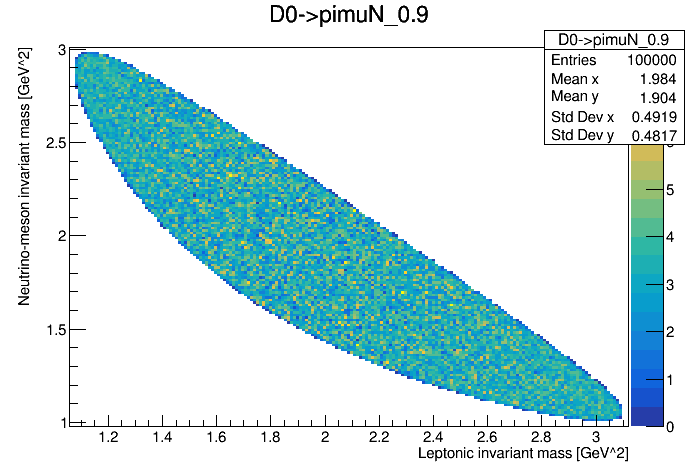 D0->pimuN_0.9
D0->pimuN_0.9
Entries 100000
Mean x 1.984
Mean y 1.904
Std Dev x 0.4919
Std Dev y 0.4817
Neutrino-meson invariant mass [GeV^2]
3
2.5
2
1.5
1
5
4
3
2
1
0
1.2 1.4 1.6 1.8 2 2.2 2.4 2.6 2.8 3
Leptonic invariant mass [GeV^2]